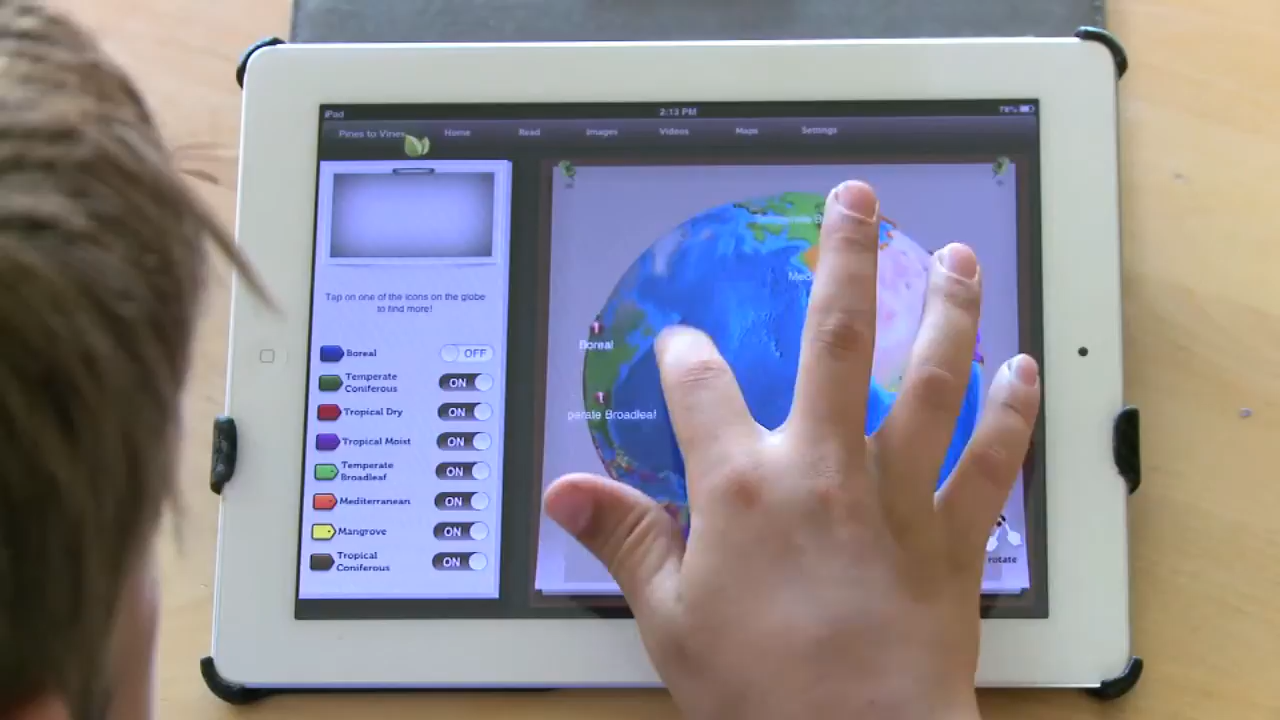 iPad
2:13 PM
78%
Pines to Vines
Home
Read
Images
Videos
Maps
Settings
Tap on one of the icons on the globe
to find more!
Boreal
OFF
Temperate
Coniferous
ON
Tropical Dry
ON
Tropical Moist
ON
Temperate
Broadleaf
ON
Mediterranean
ON
Mangrove
ON
Tropical
Coniferous
ON
Boreal
perate Broadleaf
rotate